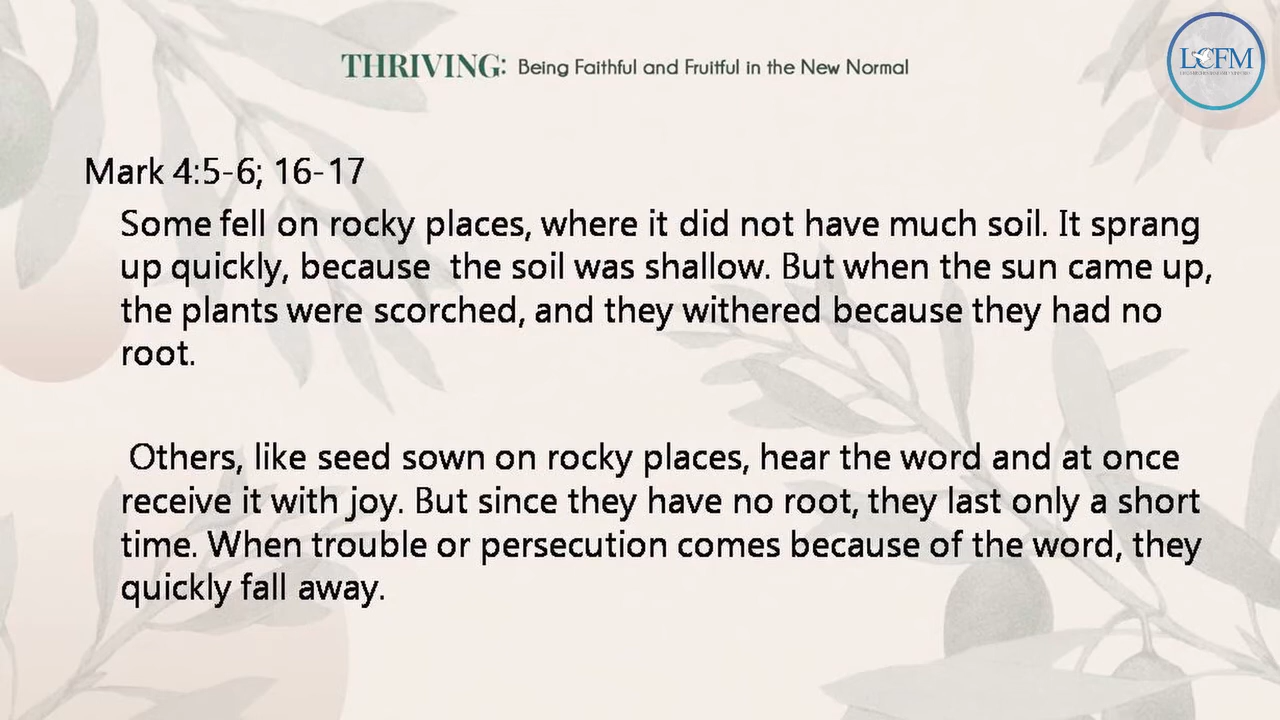 THRIVING: Being Faithful and Fruitful in the New Normal
LCFM
Mark 4:5-6; 16-17
Some fell on rocky places, where it did not have much soil. It sprang
up quickly, because  the soil was shallow. But when the sun came up,
the plants were scorched, and they withered because they had no
root.
Others, like seed sown on rocky places, hear the word and at once
receive it with joy. But since they have no root, they last only a short
time. When trouble or persecution comes because of the word, they
quickly fall away.